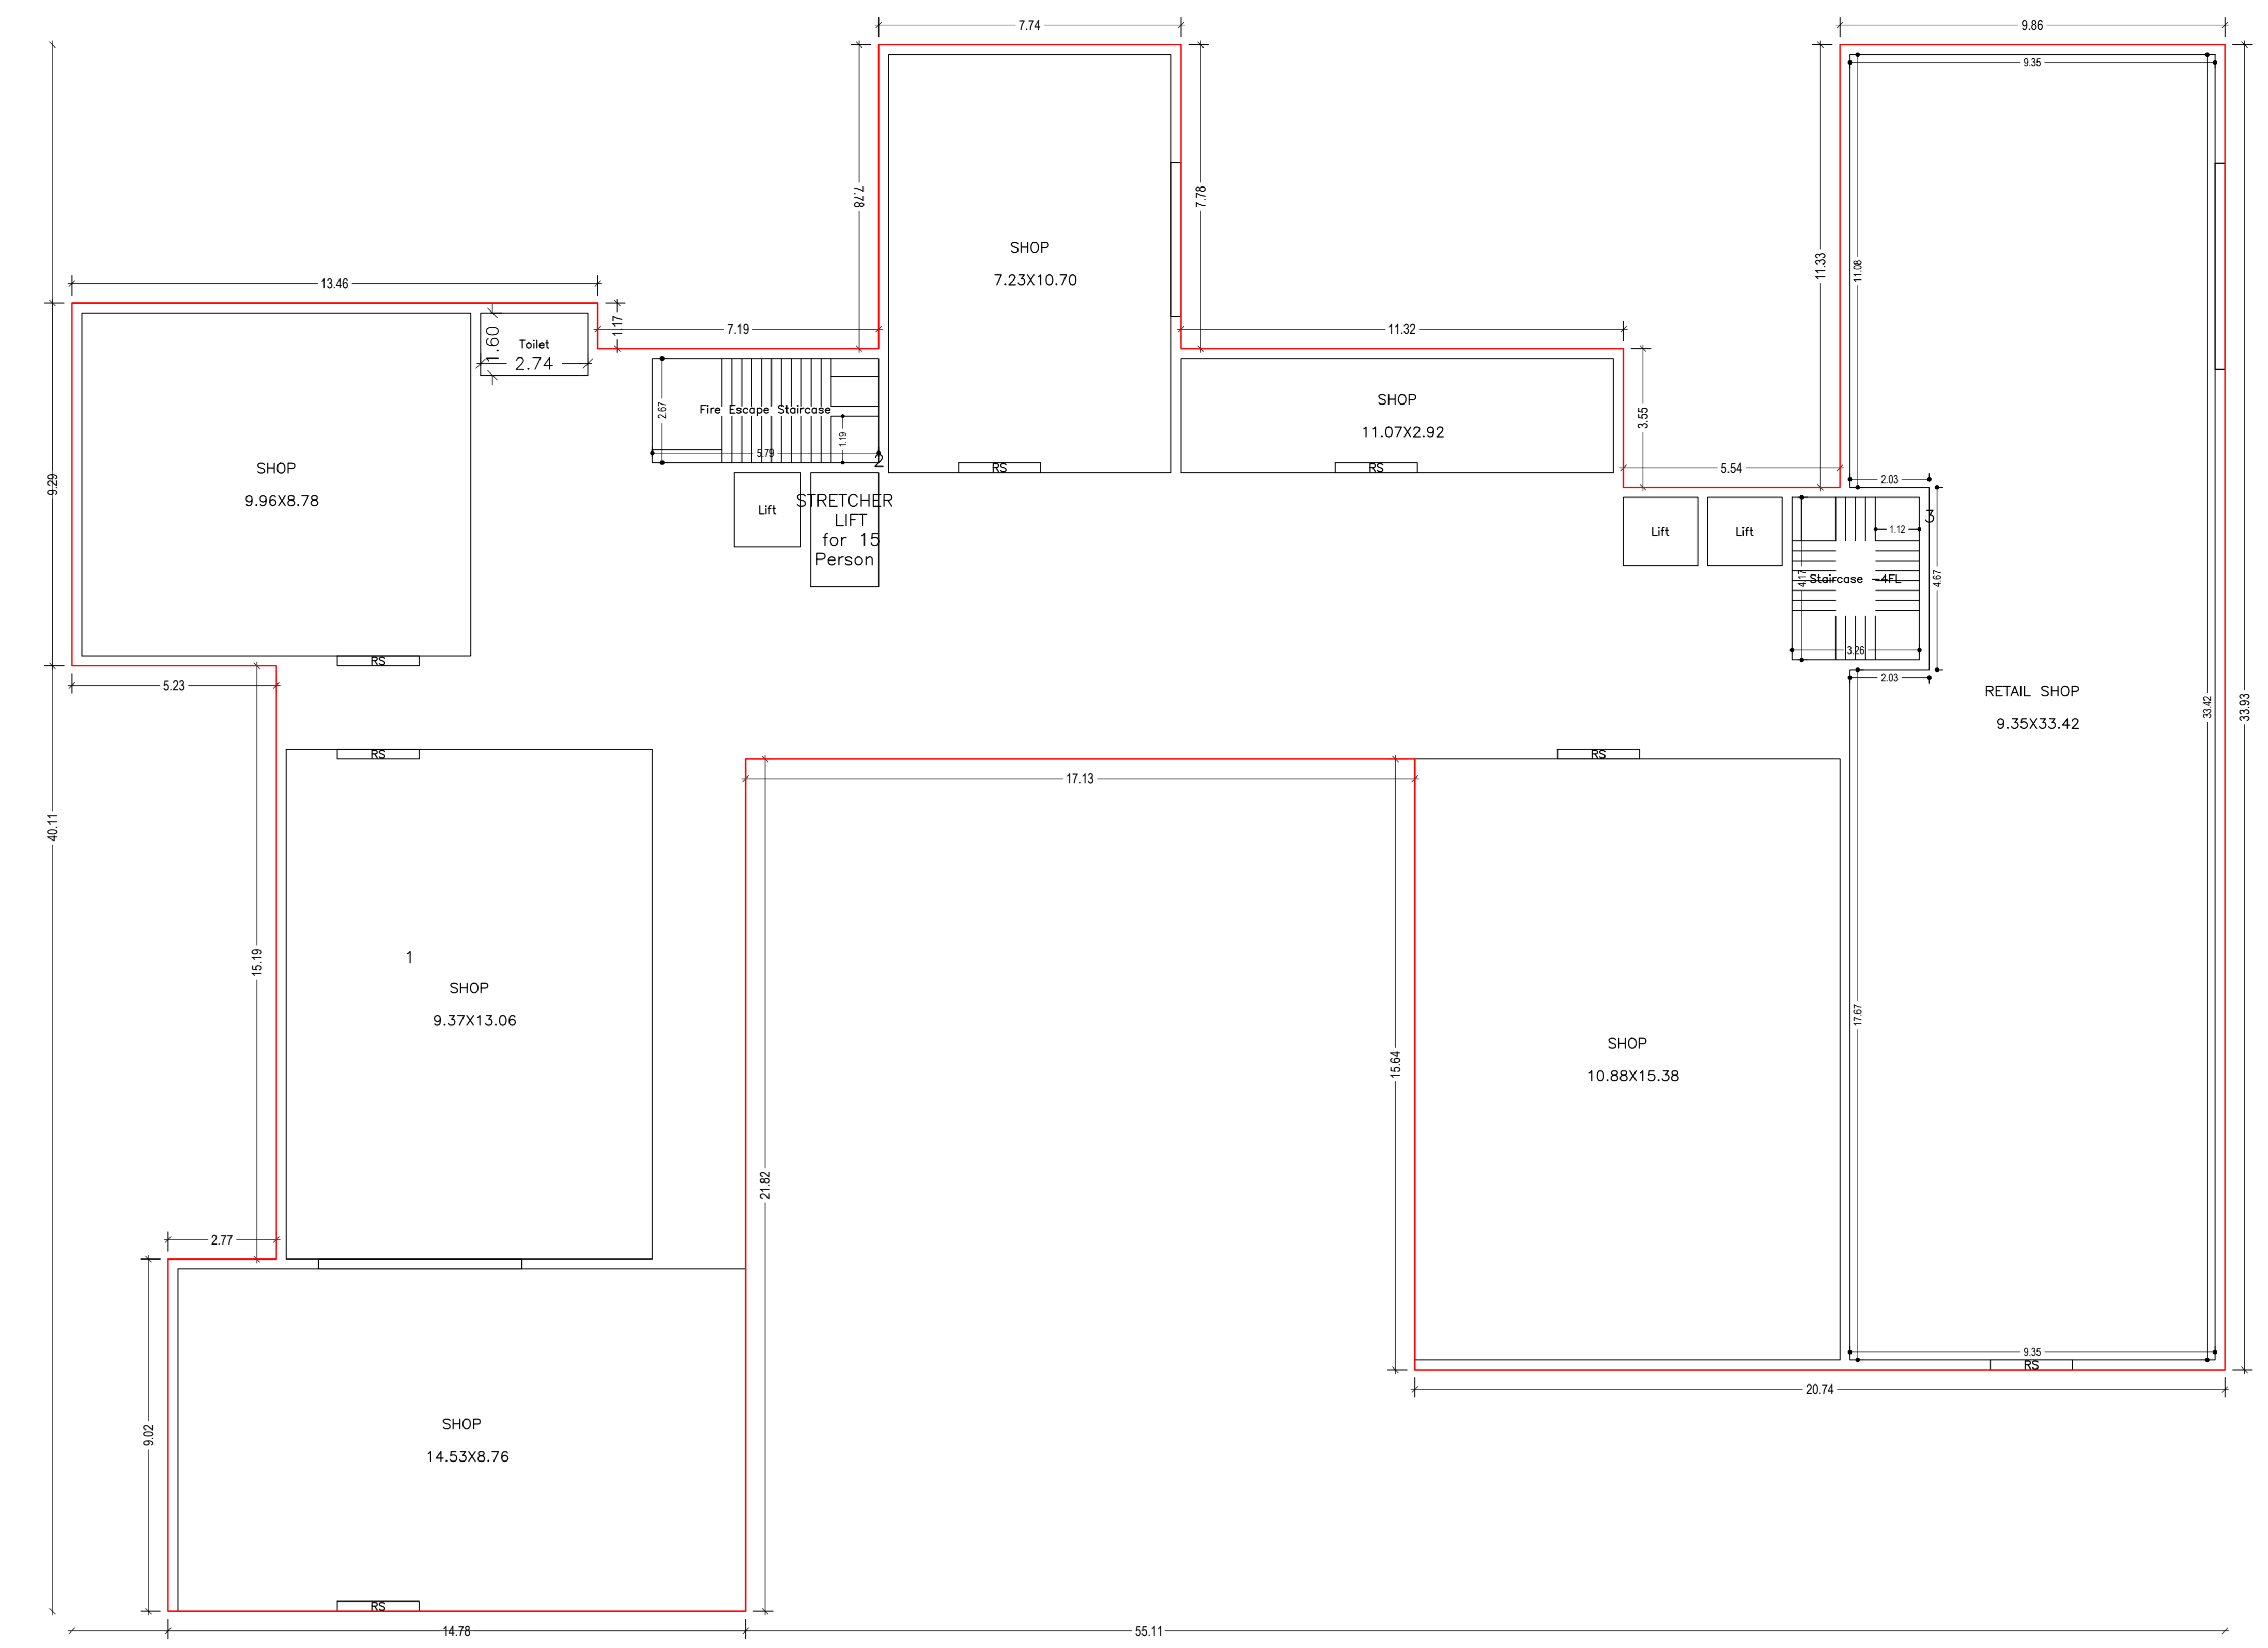 7.74
9.86
9.35
7.78
7.78
SHOP
7.23X10.70
11.33
11.08
13.46
1.17
7.19
11.32
1.60
Toilet
2.74
2.67
Fire Escape Staircase
1.19
5.79
2
SHOP
11.07X2.92
3.55
RS
RS
5.54
2.03
SHOP
9.96X8.78
9.29
Lift
STRETCHER
LIFT
for 15
Person
Lift
Lift
3
1.12
4.17
Staircase -4FL
4.67
3.26
2.03
RS
5.23
RETAIL SHOP
9.35X33.42
33.42
33.93
RS
RS
17.13
40.11
15.19
1
SHOP
9.37X13.06
17.67
SHOP
10.88X15.38
15.64
21.82
2.77
9.35
RS
20.74
9.02
SHOP
14.53X8.76
RS
14.78
55.11